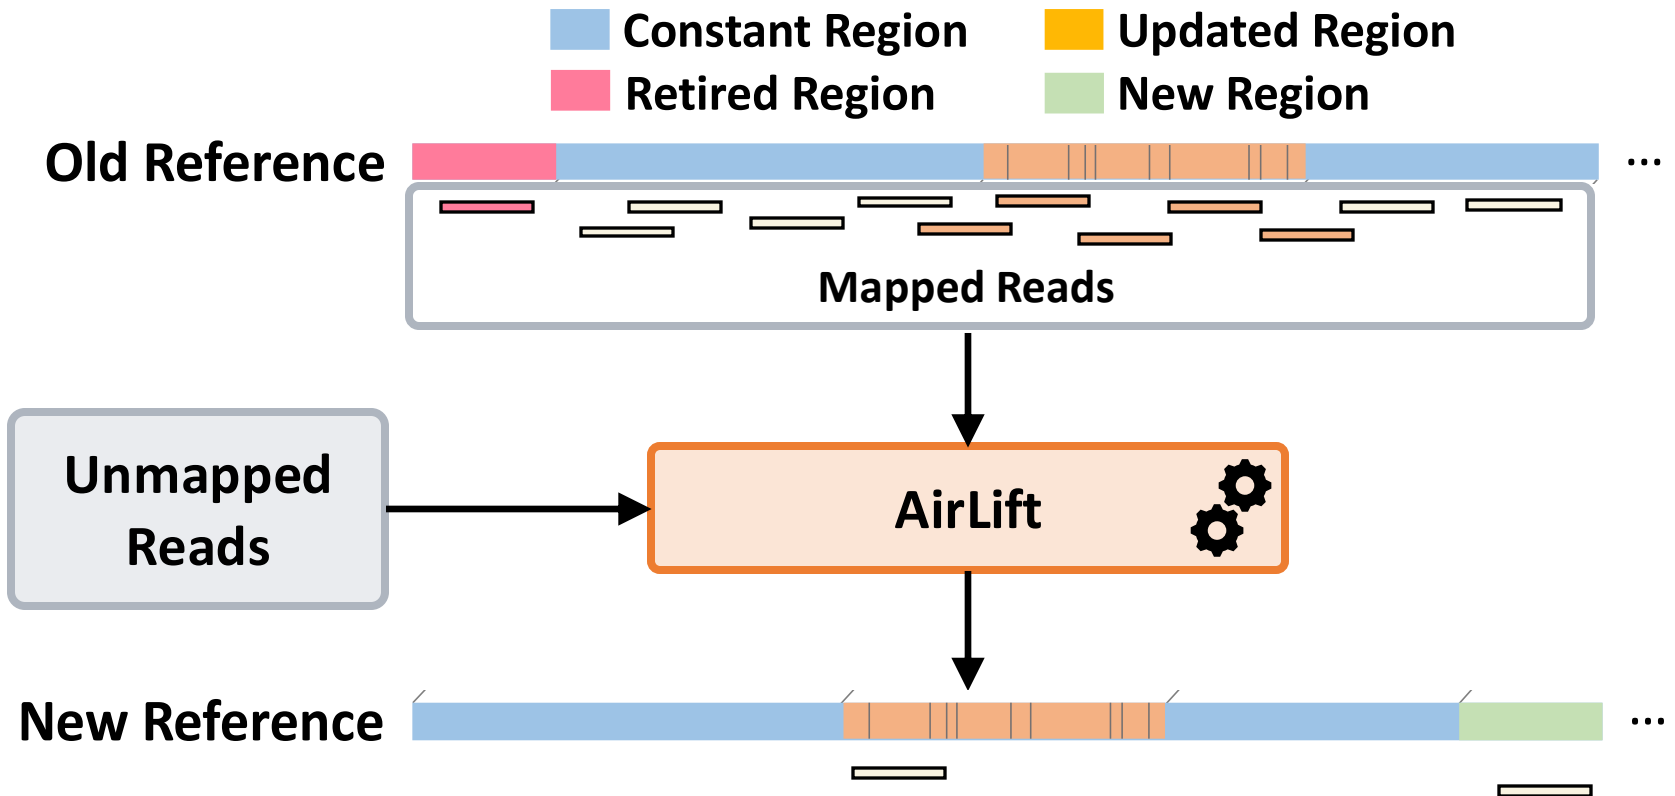 Constant Region
Updated Region
Retired Region
New Region
Old Reference
...
Mapped Reads
Unmapped
Reads
AirLift
New Reference
...